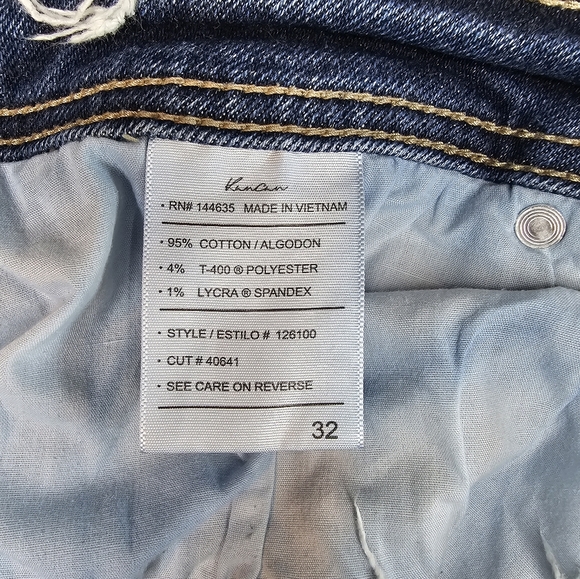 KanCan
• RN# 144635 MADE IN VIETNAM
• 95% COTTON / ALGODON
• 4% T-400 ® POLYESTER
• 1% LYCRA ® SPANDEX
• STYLE / ESTILO # 126100
• CUT # 40641
• SEE CARE ON REVERSE
32